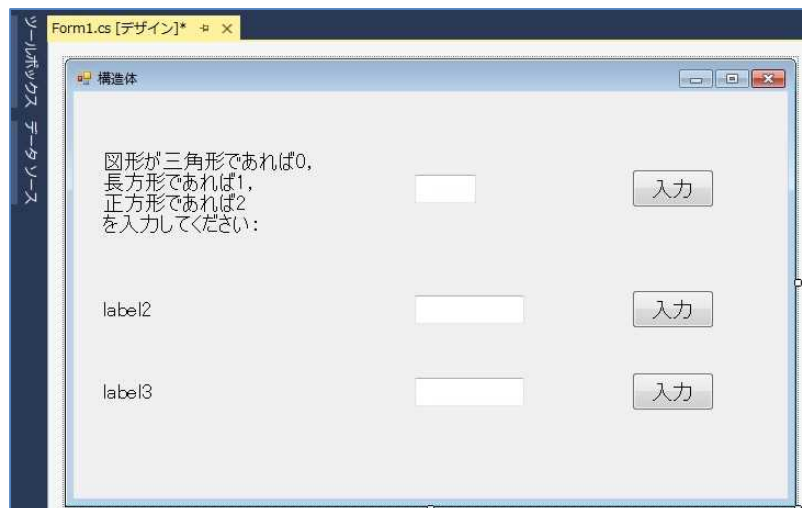 Form1.cs [デザイン]*
ツールボックス
データ ソース
構造体
図形が三角形であれば0,
長方形であれば1,
正方形であれば2
を入力してください:
入力
label2
入力
label3
入力